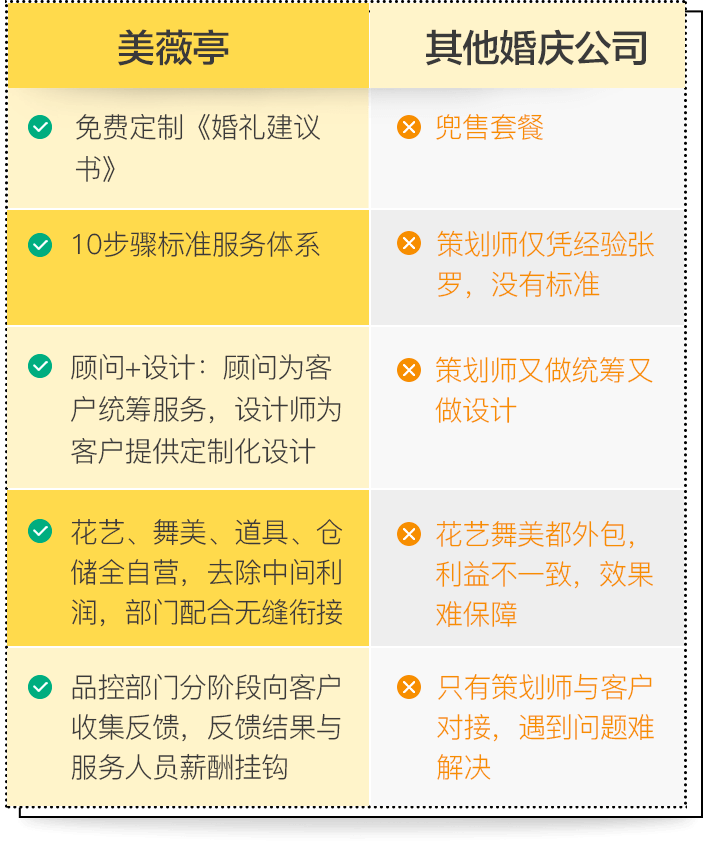 美薇亭
其他婚庆公司
免费定制《婚礼建议
书》
兜售套餐
10步骤标准服务体系
策划师仅凭经验张
罗，没有标准
顾问+设计：顾问为客
户统筹服务，设计师为
客户提供定制化设计
策划师又做统筹又
做设计
花艺、舞美、道具、仓
储全自营，去除中间利
润，部门配合无缝衔接
花艺舞美都外包，
利益不一致，效果
难保障
品控部门分阶段向客户
收集反馈，反馈结果与
服务人员薪酬挂钩
只有策划师与客户
对接，遇到问题难
解决